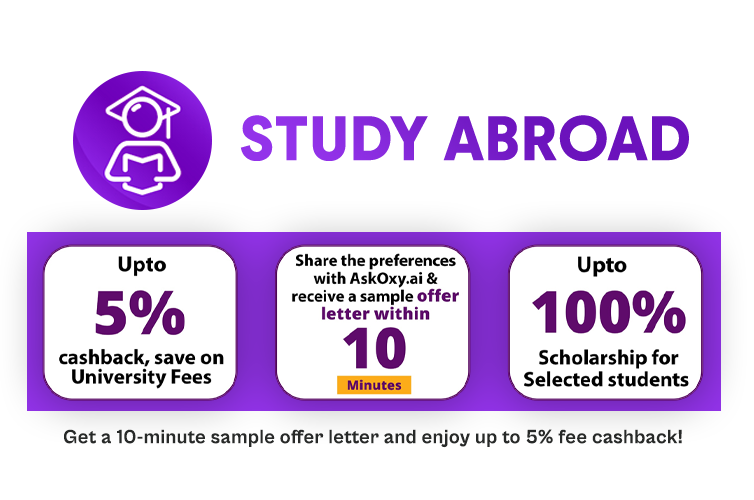 STUDY ABROAD
Upto
5%
cashback, save on
University Fees
Share the preferences
with AskOxy.ai &
receive a sample offer
letter within
10
Minutes
Upto
100%
Scholarship for
Selected students
Get a 10-minute sample offer letter and enjoy up to 5% fee cashback!